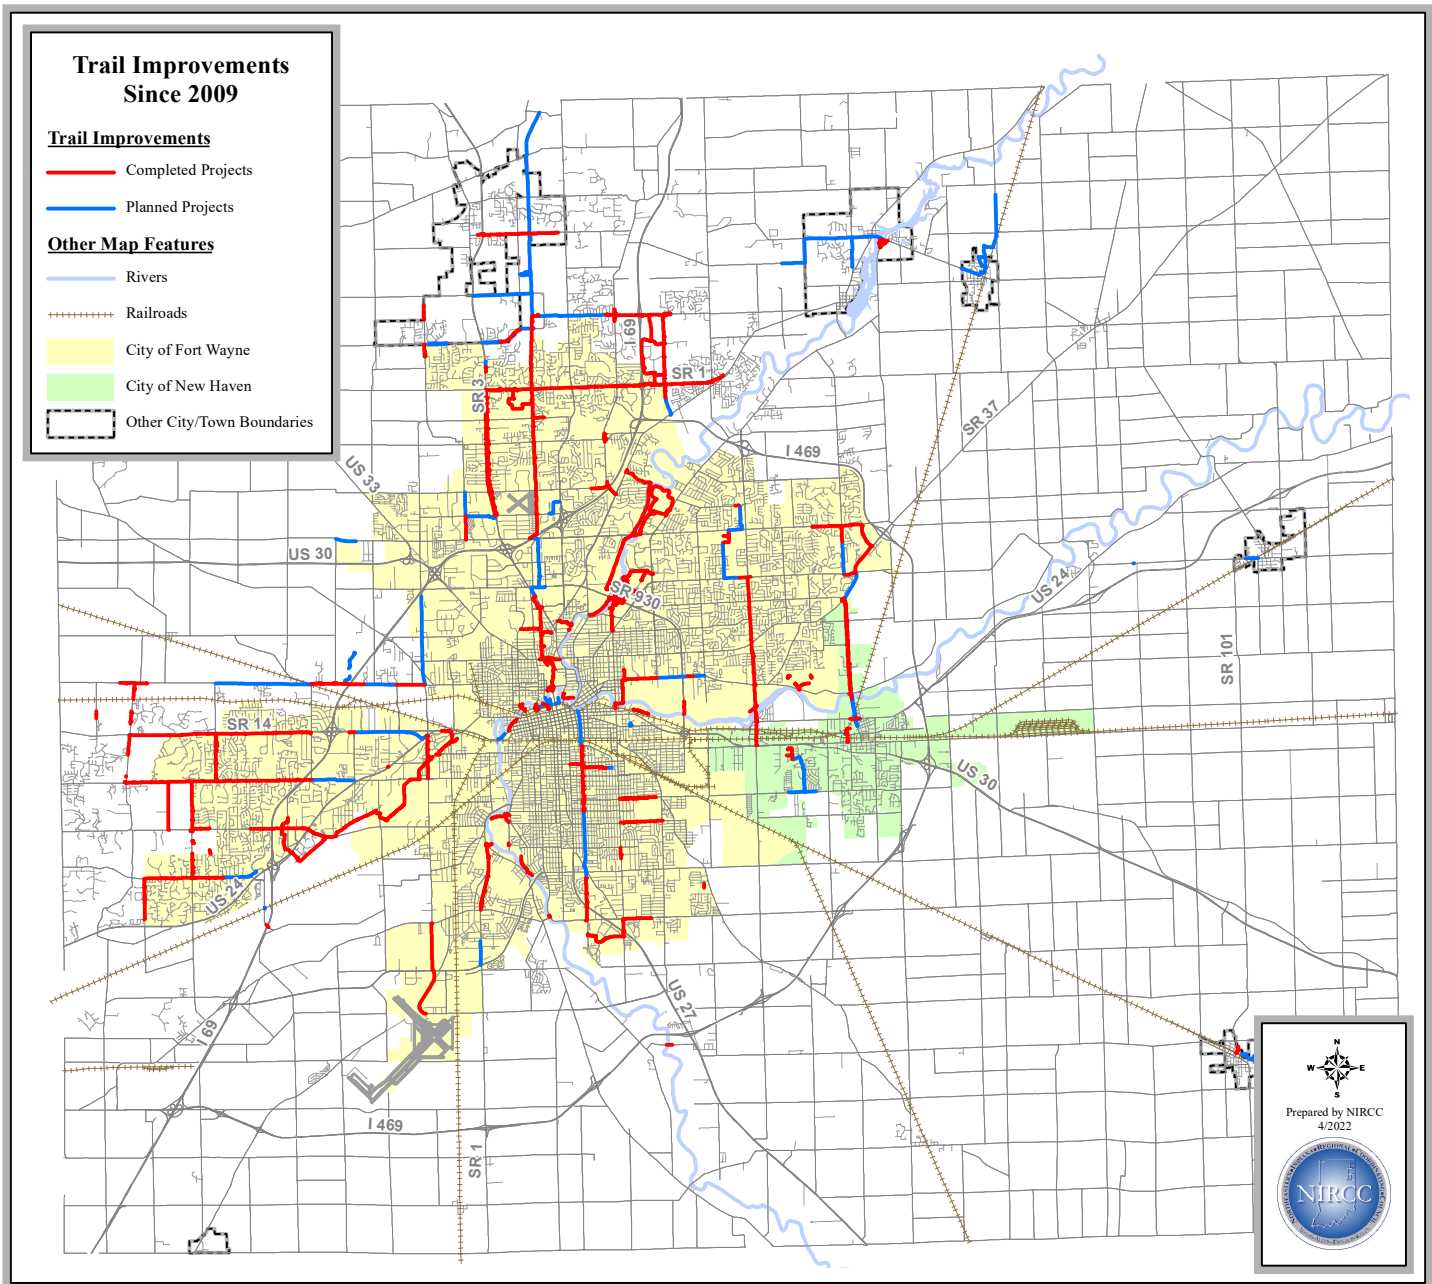 Trail Improvements
Since 2009
Trail Improvements
Completed Projects
Planned Projects
Other Map Features
Rivers
Railroads
City of Fort Wayne
City of New Haven
Other City/Town Boundaries
I 69
SR 1
SR 3
SR 37
I 469
US 33
US 30
SR 930
US 24
SR 101
SR 14
US 30
US 24
US 27
I 69
I 469
SR 1
N
W E
S
Prepared by NIRCC
4/2022
NIRCC